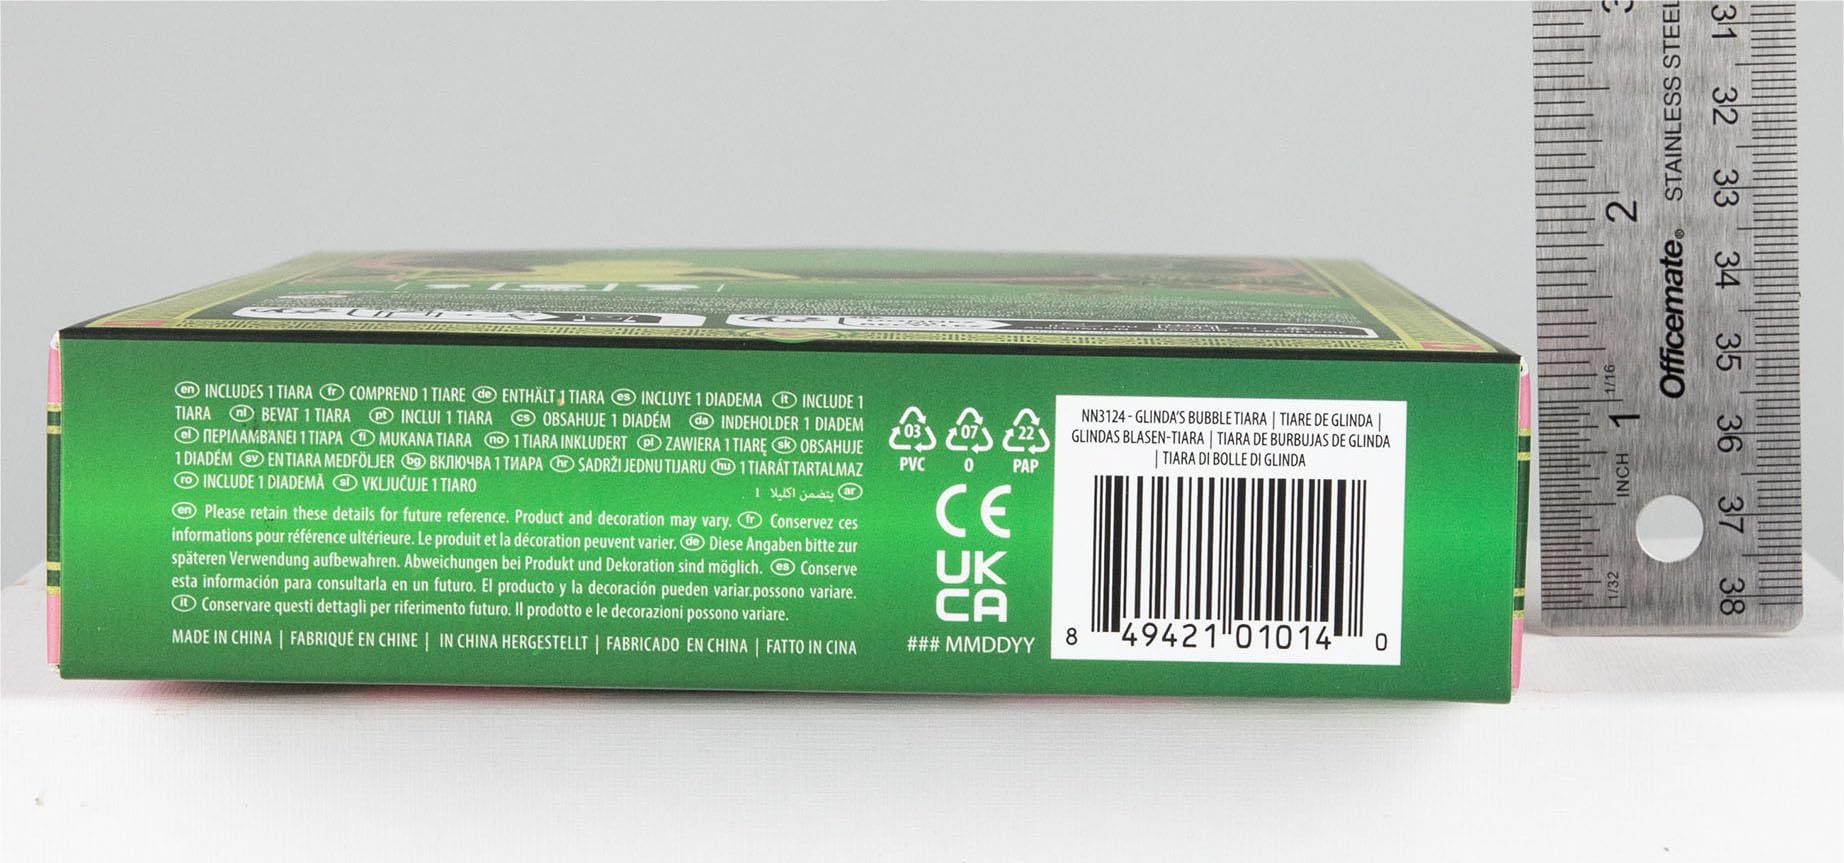 (en) INCLUDES 1 TIARA (fr) COMPREND 1 TIARE (de) ENTHÄLT 1 TIARA (es) INCLUYE 1 DIADEMA (it) INCLUDE 1
TIARA (nl) BEVAT 1 TIARA (pt) INCLUI 1 TIARA (cs) OBSAHUJE 1 DIADÉM (da) INDEHOLDER 1 DIADEM
(el) ΠΕΡΙΛΑΜΒΆΝΕΙ 1 ΤΙΑΡΑ (fi) MUKANA TIARA (no) 1 TIARA INKLUDERT (pl) ZAWIERA 1 TIARĘ (sk) OBSAHUJE
1 DIADÉM (sv) EN TIARA MEDFÖLJER (bg) ВКЛЮЧВА 1 ТИАРА (hr) SADRŽI JEDNU TIJARU (hu) 1 TIARÁT TARTALMAZ
(ro) INCLUDE 1 DIADEMĂ (sl) VKLJUČUJE 1 TIARO
(ar) يتضمن اكليلا 1
(en) Please retain these details for future reference. Product and decoration may vary. (fr) Conservez ces
informations pour référence ultérieure. Le produit et la décoration peuvent varier. (de) Diese Angaben bitte zur
späteren Verwendung aufbewahren. Abweichungen bei Produkt und Dekoration sind möglich. (es) Conserve
esta información para consultarla en un futuro. El producto y la decoración pueden variar.possono variare.
(it) Conservare questi dettagli per riferimento futuro. Il prodotto e le decorazioni possono variare.
MADE IN CHINA | FABRIQUÉ EN CHINE | IN CHINA HERGESTELLT | FABRICADO EN CHINA | FATTO IN CINA
03 07 22
PVC O PAP
CE
UK
CA
### MMDDYY
NN3124 - GLINDA'S BUBBLE TIARA | TIARE DE GLINDA |
GLINDAS BLASEN-TIARA | TIARA DE BURBUJAS DE GLINDA
| TIARA DI BOLLE DI GLINDA
8 49421 01014 0
Officemate® STAINLESS STEEL
INCH
1/16
1/32
1
2
3
31
32
33
34
35
36
37
38